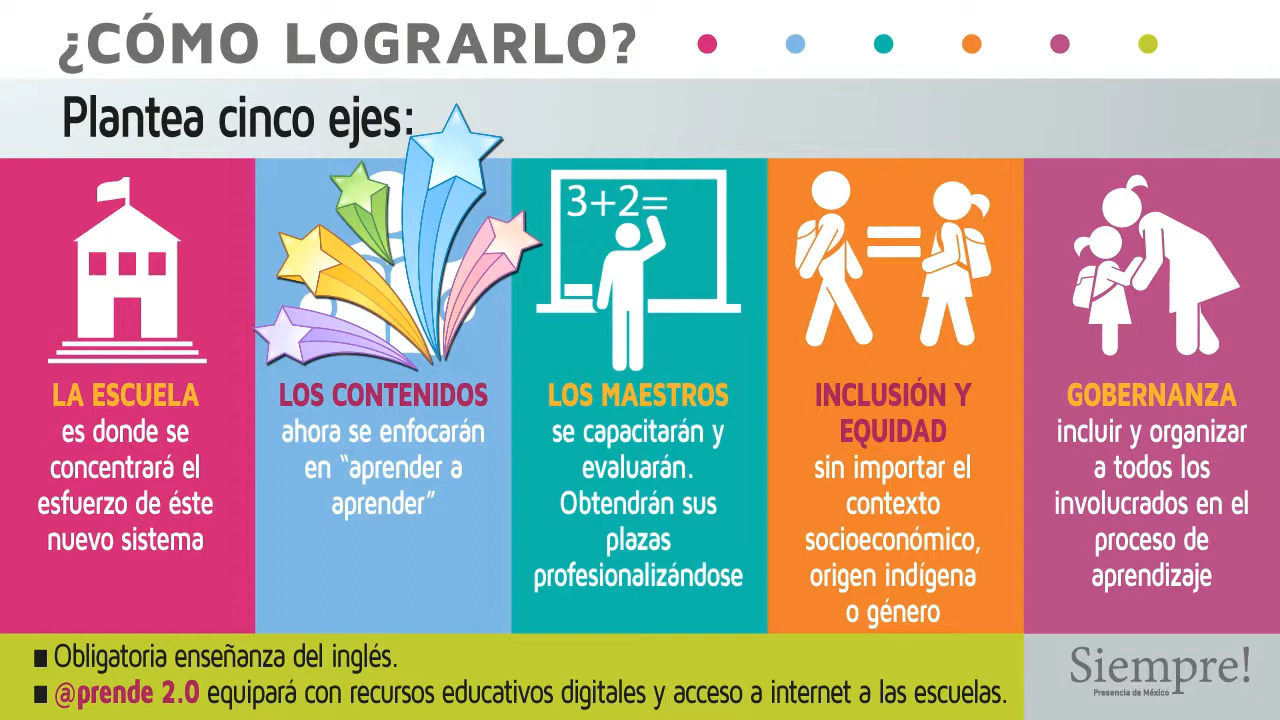 ¿CÓMO LOGRARLO?
Plantea cinco ejes:
LA ESCUELA
es donde se
concentrará el
esfuerzo de éste
nuevo sistema
LOS CONTENIDOS
ahora se enfocarán
en “aprender a
aprender”
3+2=
LOS MAESTROS
se capacitarán y
evaluarán.
Obtendrán sus
plazas
profesionalizándose
=
INCLUSIÓN Y
EQUIDAD
sin importar el
contexto
socioeconómico,
origen indígena
o género
GOBERNANZA
incluir y organizar
a todos los
involucrados en el
proceso de
aprendizaje
■ Obligatoria enseñanza del inglés.
■ @prende 2.0 equipará con recursos educativos digitales y acceso a internet a las escuelas.
Siempre!
Presencia de México